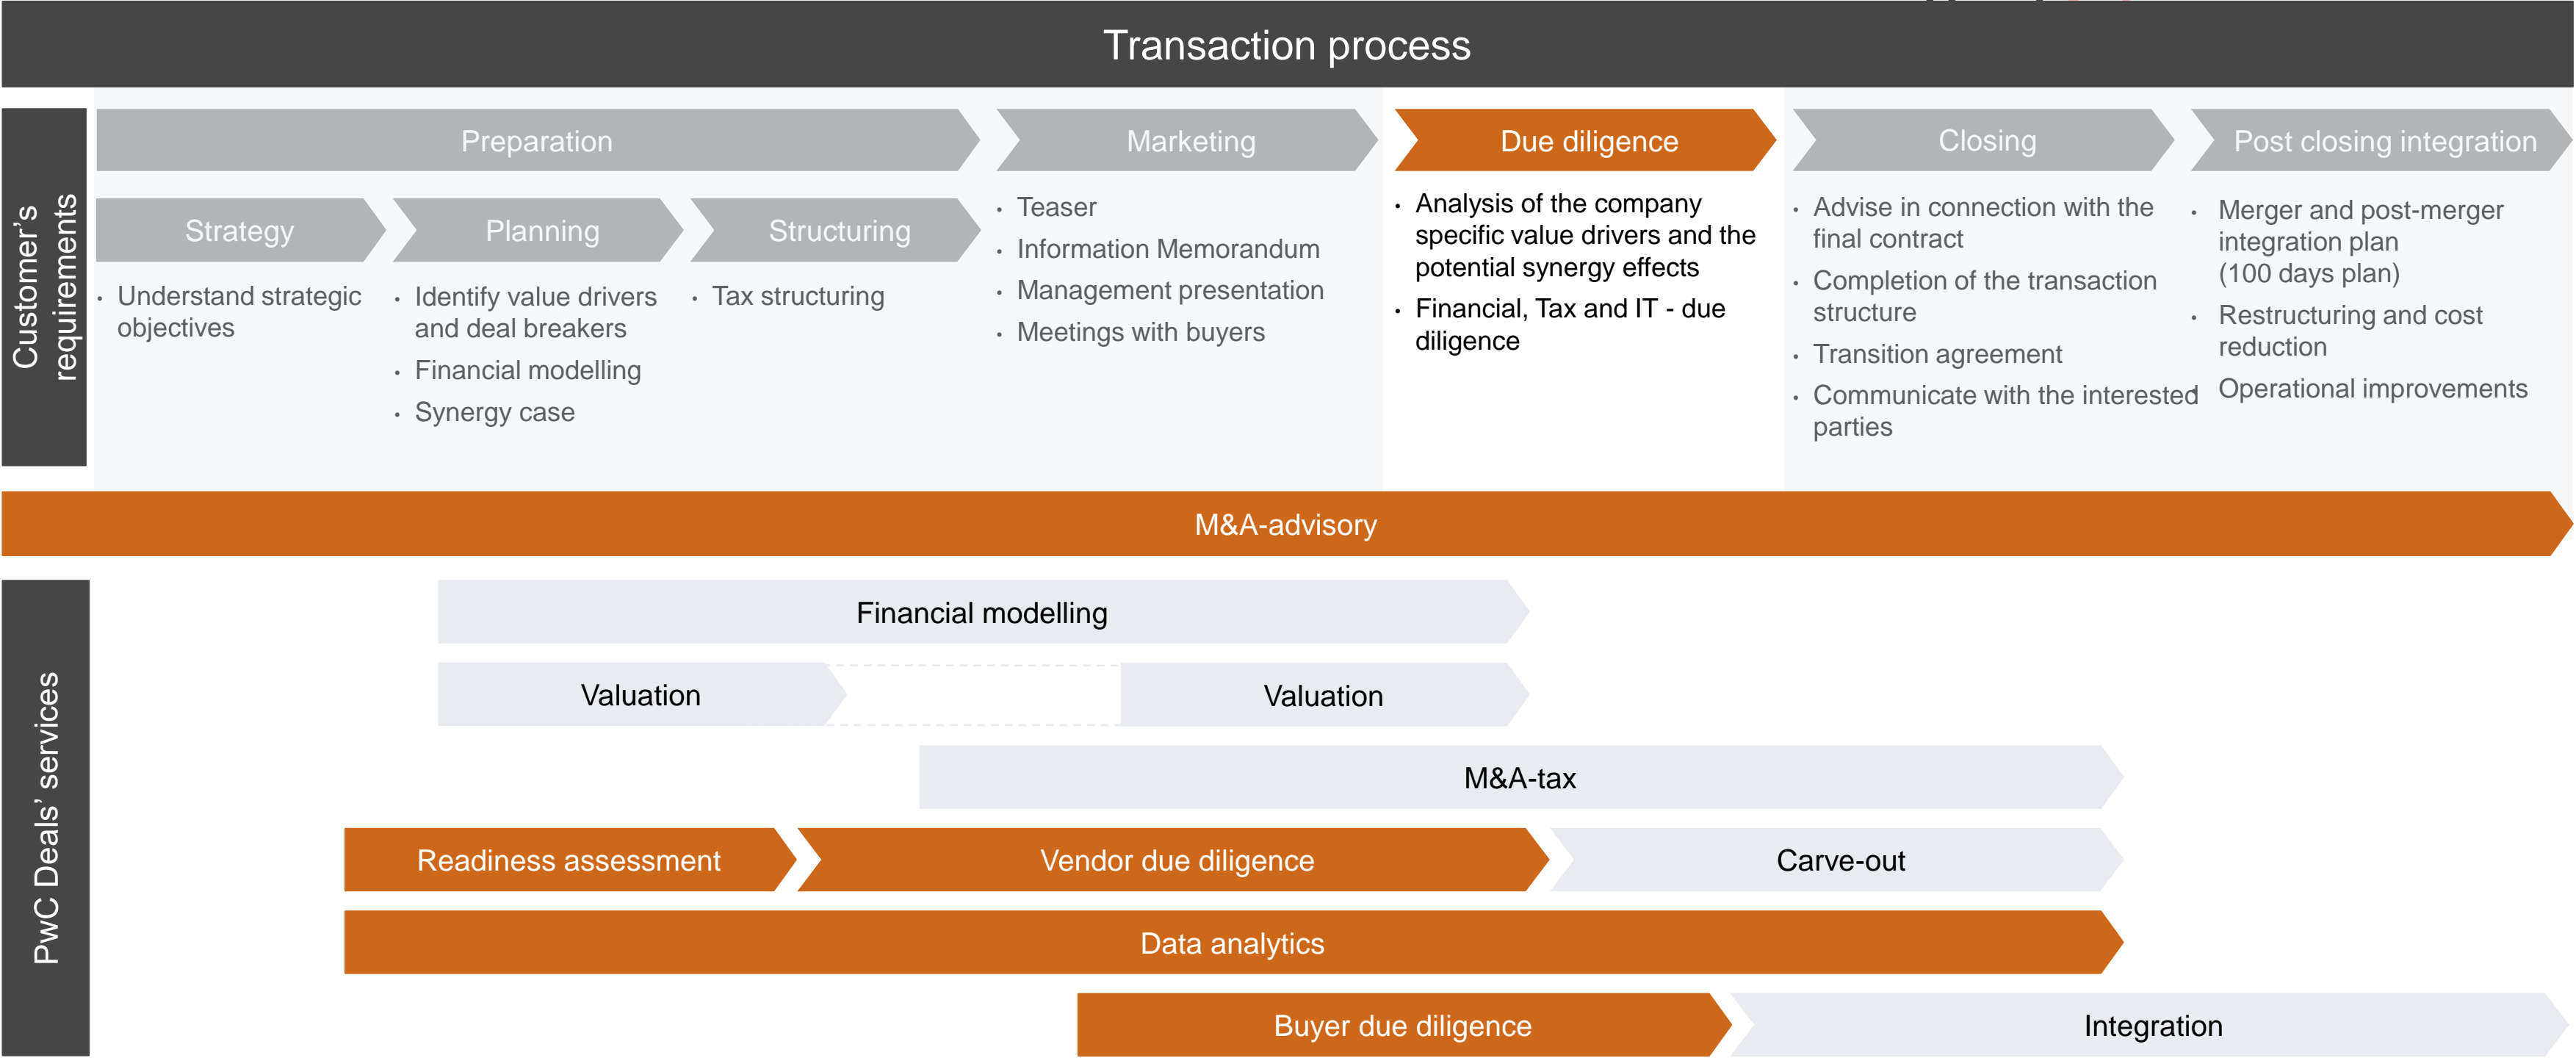 Transaction process
Customer's
requirements
Preparation
Marketing
Due diligence
Closing
Post closing integration
Strategy
Planning
Structuring
• Understand strategic
objectives
• Identify value drivers
and deal breakers
• Financial modelling
• Synergy case
• Tax structuring
• Teaser
• Information Memorandum
• Management presentation
• Meetings with buyers
• Analysis of the company
specific value drivers and the
potential synergy effects
• Financial, Tax and IT - due
diligence
• Advise in connection with the
final contract
• Completion of the transaction
structure
• Transition agreement
• Communicate with the interested
parties
• Merger and post-merger
integration plan
(100 days plan)
• Restructuring and cost
reduction
• Operational improvements
M&A-advisory
PwC Deals' services
Financial modelling
Valuation
Valuation
M&A-tax
Readiness assessment
Vendor due diligence
Carve-out
Data analytics
Buyer due diligence
Integration